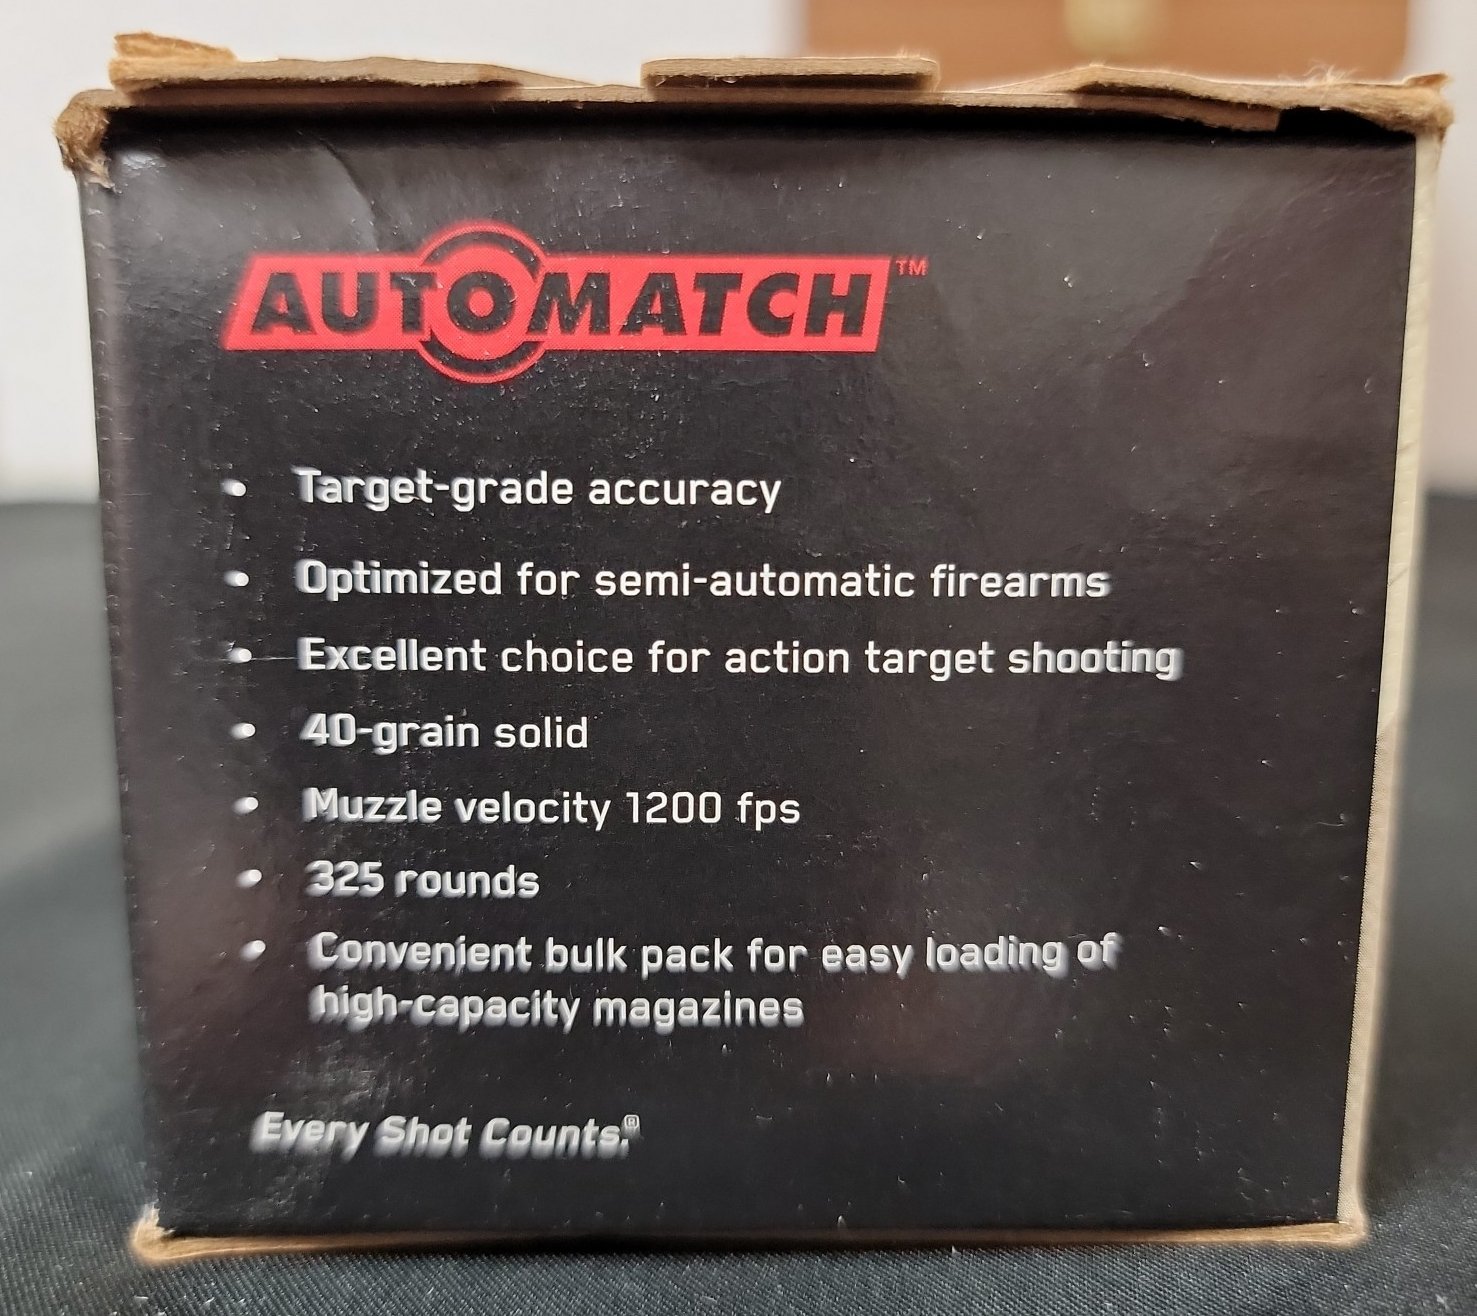 AUTOMATCH™
• Target-grade accuracy
• Optimized for semi-automatic firearms
• Excellent choice for action target shooting
• 40-grain solid
• Muzzle velocity 1200 fps
• 325 rounds
• Convenient bulk pack for easy loading of
high-capacity magazines
Every Shot Counts.®